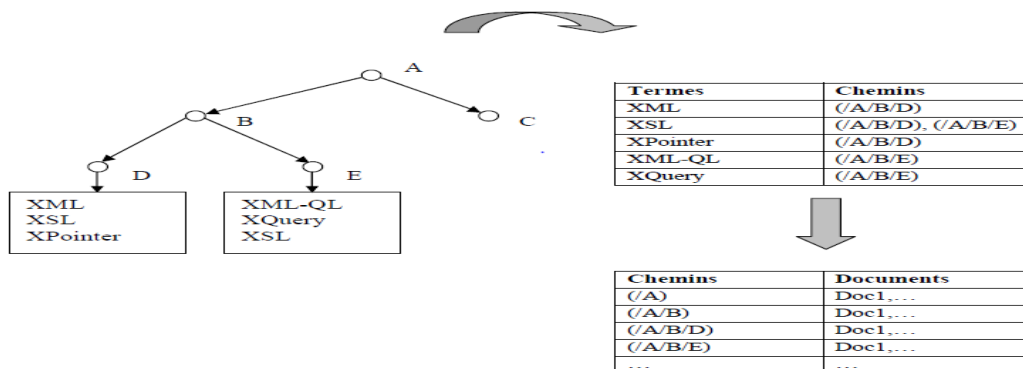 A
B
C
D
E
XML
XSL
XPointer
XML-QL
XQuery
XSL
Termes Chemins
XML (/A/B/D)
XSL (/A/B/D), (/A/B/E)
XPointer (/A/B/D)
XML-QL (/A/B/E)
XQuery (/A/B/E)
Chemins Documents
(/A) Doc1,…
(/A/B) Doc1,…
(/A/B/D) Doc1,…
(/A/B/E) Doc1,…
… …